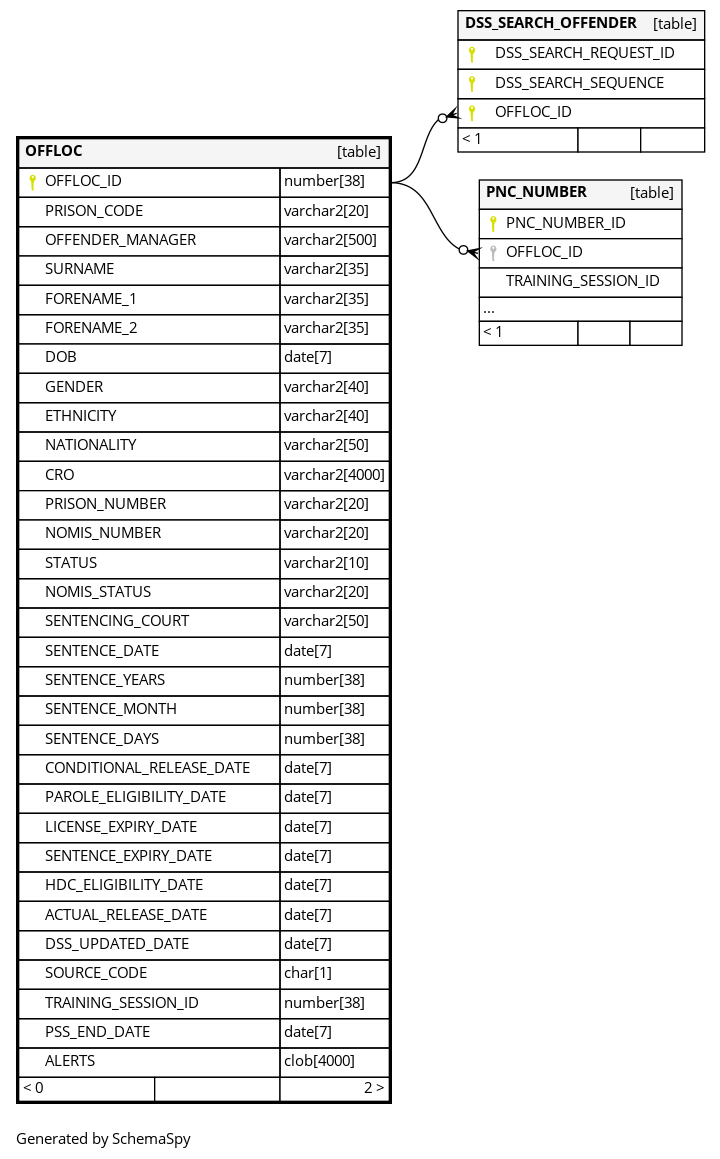 DSS_SEARCH_OFFENDER [table]
DSS_SEARCH_REQUEST_ID
DSS_SEARCH_SEQUENCE
OFFLOC_ID
< 1
PNC_NUMBER [table]
PNC_NUMBER_ID
OFFLOC_ID
TRAINING_SESSION_ID
...
< 1
OFFLOC [table]
OFFLOC_ID number[38]
PRISON_CODE varchar2[20]
OFFENDER_MANAGER varchar2[500]
SURNAME varchar2[35]
FORENAME_1 varchar2[35]
FORENAME_2 varchar2[35]
DOB date[7]
GENDER varchar2[40]
ETHNICITY varchar2[40]
NATIONALITY varchar2[50]
CRO varchar2[4000]
PRISON_NUMBER varchar2[20]
NOMIS_NUMBER varchar2[20]
STATUS varchar2[10]
NOMIS_STATUS varchar2[20]
SENTENCING_COURT varchar2[50]
SENTENCE_DATE date[7]
SENTENCE_YEARS number[38]
SENTENCE_MONTH number[38]
SENTENCE_DAYS number[38]
CONDITIONAL_RELEASE_DATE date[7]
PAROLE_ELIGIBILITY_DATE date[7]
LICENSE_EXPIRY_DATE date[7]
SENTENCE_EXPIRY_DATE date[7]
HDC_ELIGIBILITY_DATE date[7]
ACTUAL_RELEASE_DATE date[7]
DSS_UPDATED_DATE date[7]
SOURCE_CODE char[1]
TRAINING_SESSION_ID number[38]
PSS_END_DATE date[7]
ALERTS clob[4000]
< 0 2 >
Generated by SchemaSpy